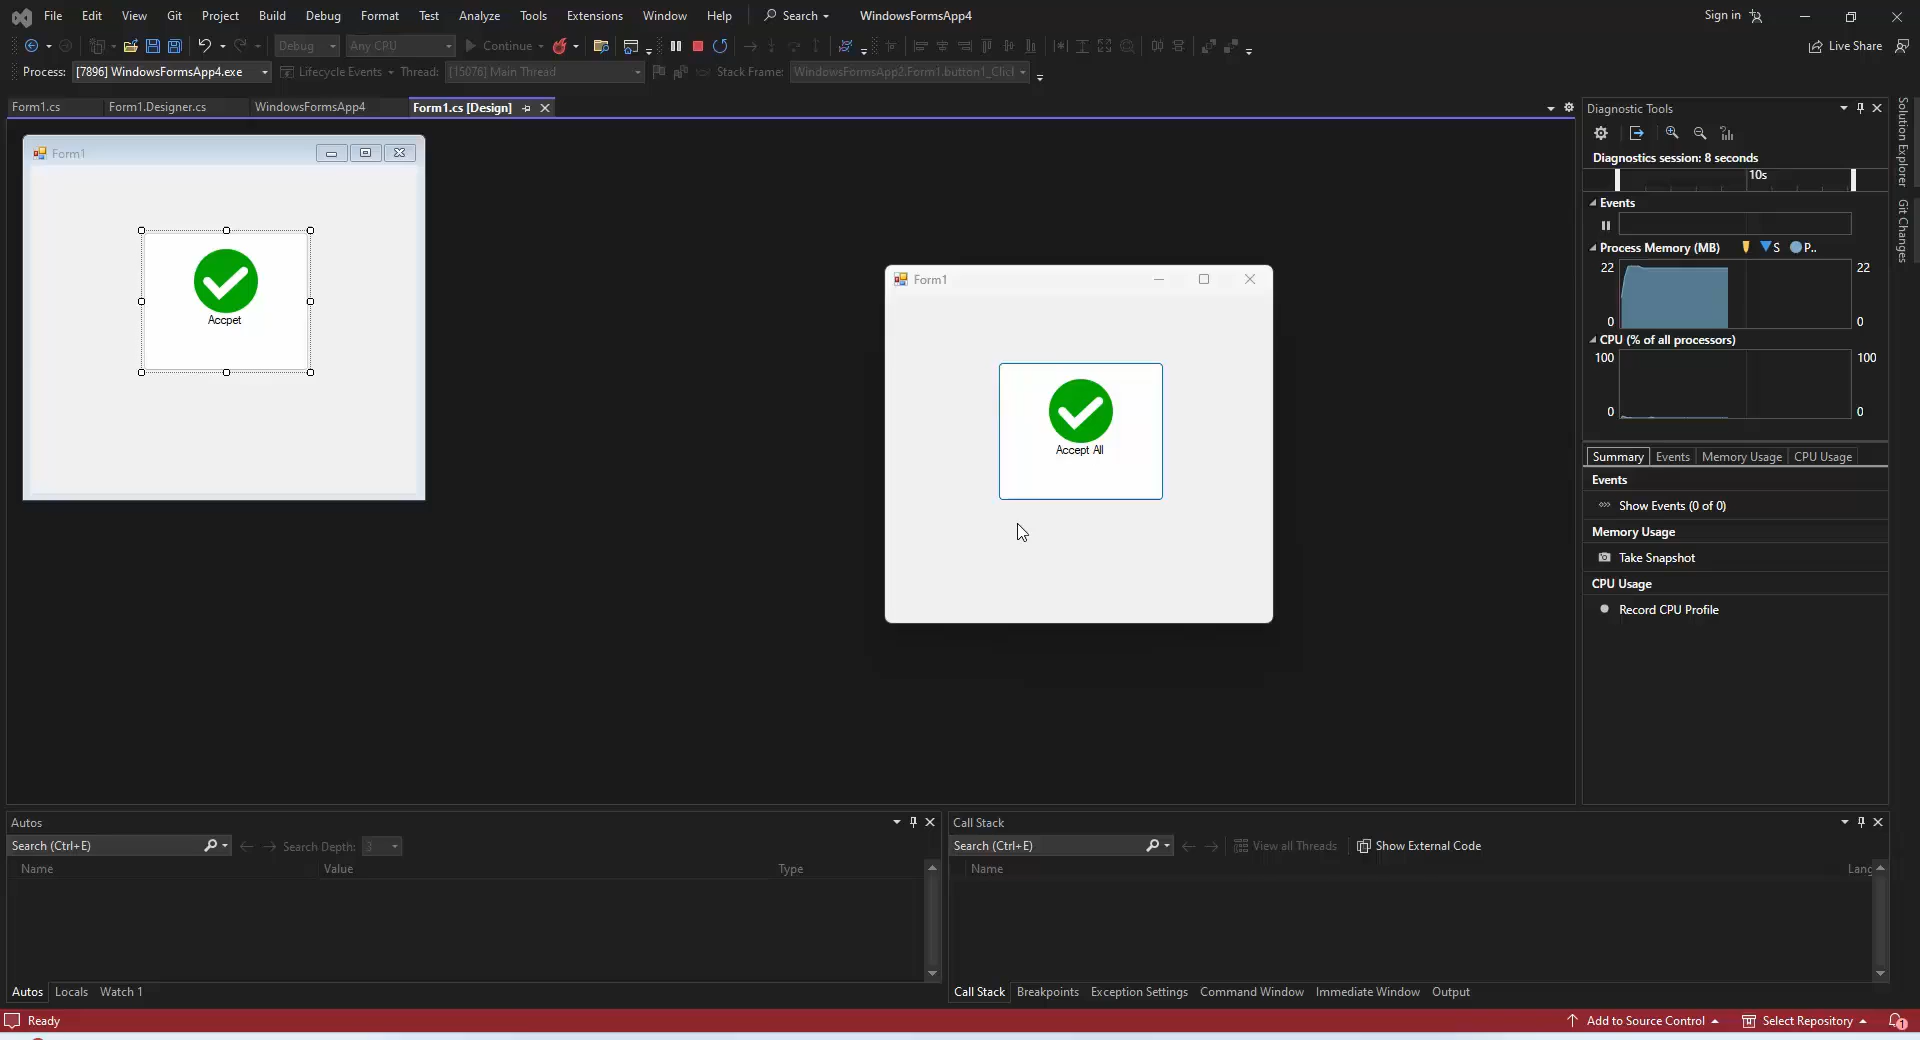 File Edit View Git Project Build Debug Format Test Analyze Tools Extensions Window Help Search WindowsFormsApp4 Sign in
Debug Any CPU Continue Live Share
Process: [7896] WindowsFormsApp4.exe Lifecycle Events Thread: [15076] Main Thread Stack Frame: WindowsFormsApp2.Form1.button1_Clicl
Form1.cs Form1.Designer.cs WindowsFormsApp4 Form1.cs [Design]
Form1
Accpet
Form1
Accept All
Diagnostic Tools
Diagnostics session: 8 seconds
10s
Events
Process Memory (MB) S P..
22 22
0 0
CPU (% of all processors)
100 100
0 0
Summary Events Memory Usage CPU Usage
Events
Show Events (0 of 0)
Memory Usage
Take Snapshot
CPU Usage
Record CPU Profile
Solution Explorer
Git Changes
Autos
Search (Ctrl+E) Search Depth: 3
Name Value Type
Autos Locals Watch 1
Call Stack
Search (Ctrl+E) View all Threads Show External Code
Name Lang
Call Stack Breakpoints Exception Settings Command Window Immediate Window Output
Ready Add to Source Control Select Repository 1